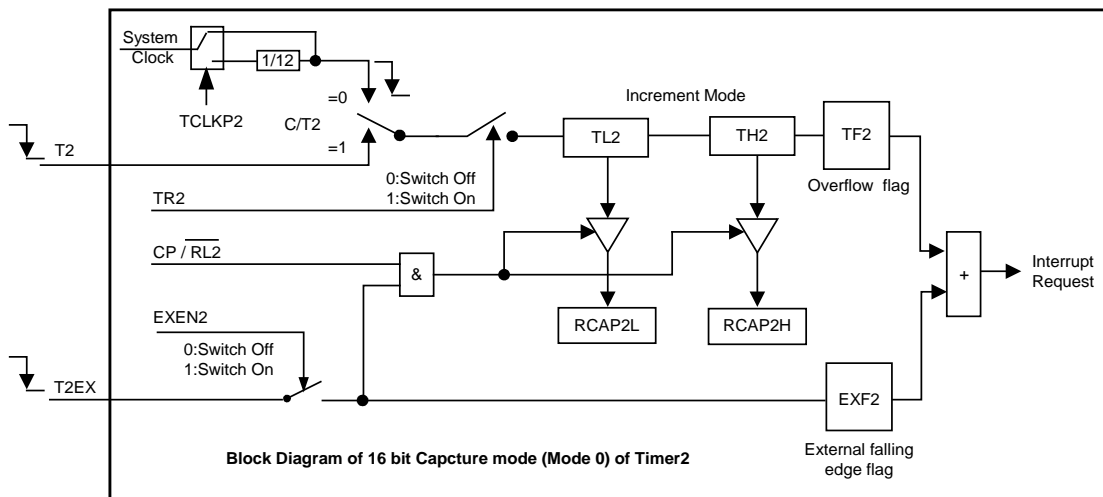 System
Clock
1/12
TCLKP2
=0
C/T2
=1
T2
TR2
0:Switch Off
1:Switch On
Increment Mode
TL2
TH2
TF2
Overflow flag
CP / RL2
&
+
Interrupt
Request
EXEN2
0:Switch Off
1:Switch On
RCAP2L
RCAP2H
T2EX
EXF2
External falling
edge flag
Block Diagram of 16 bit Capcture mode (Mode 0) of Timer2